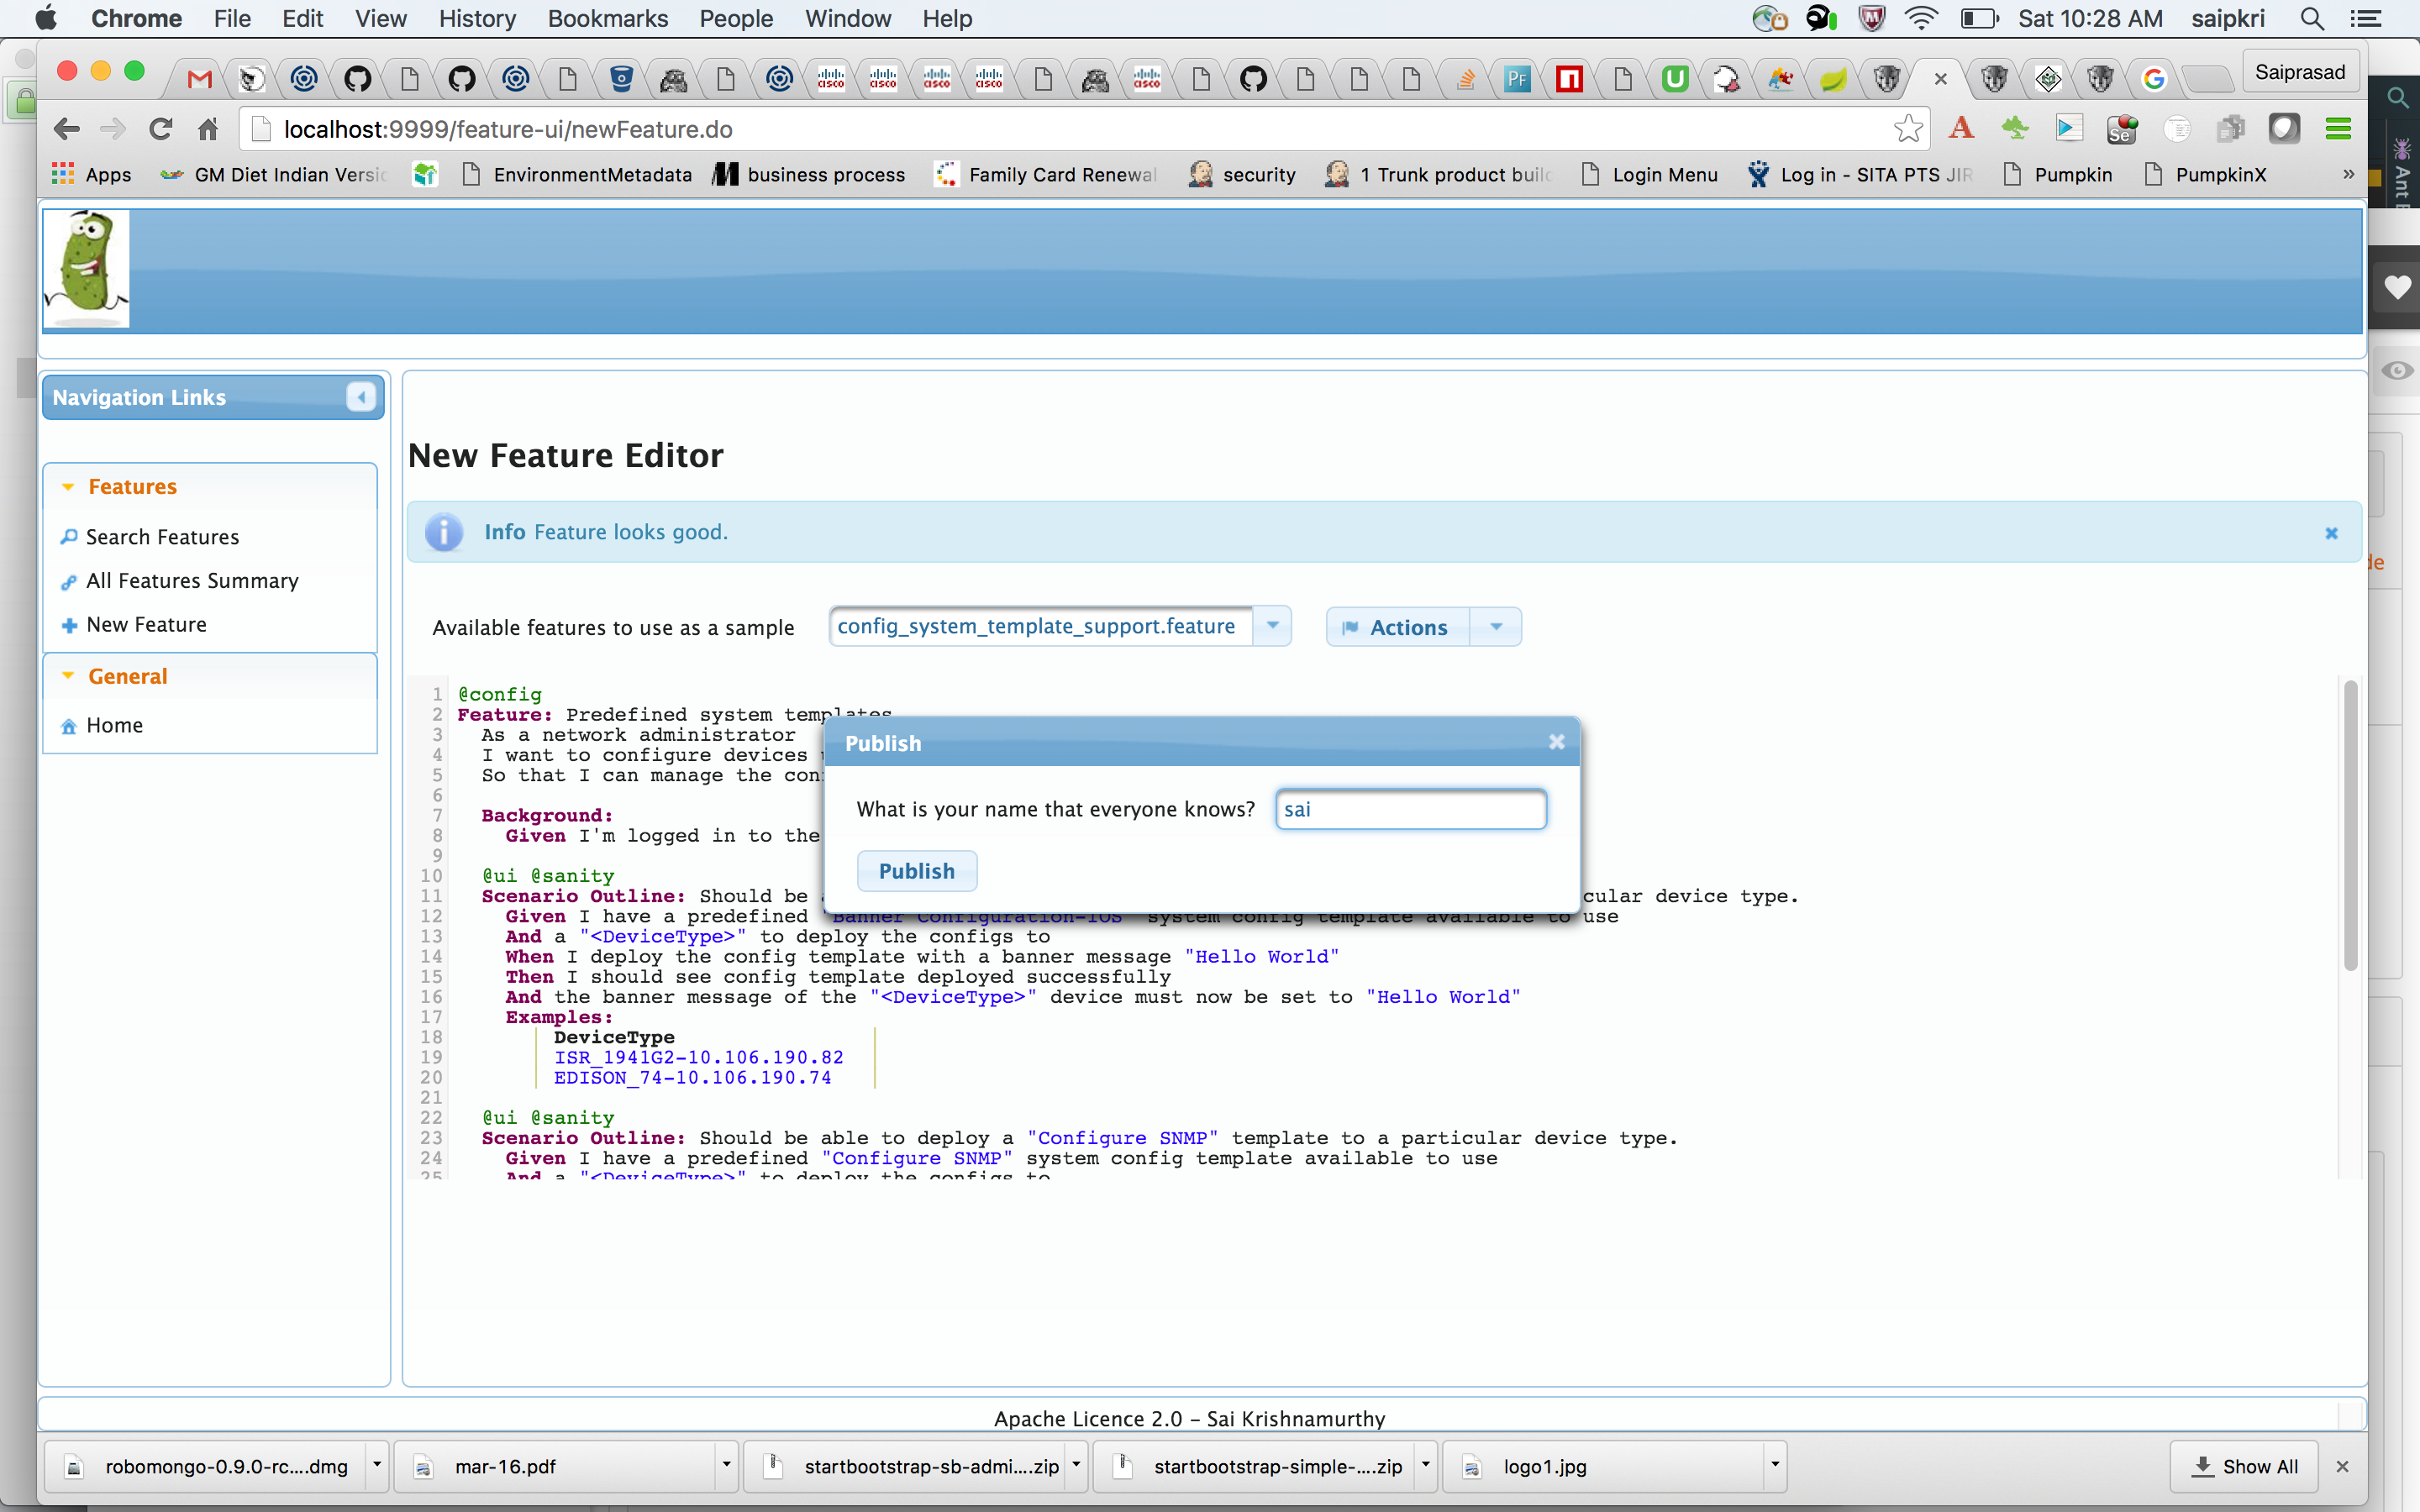 Chrome File Edit View History Bookmarks People Window Help Sat 10:28 AM saipkri
Saiprasad
localhost:9999/feature-ui/newFeature.do
Apps GM Diet Indian Versi EnvironmentMetadata business process Family Card Renewal security 1 Trunk product buil Login Menu Log in - SITA PTS JIR Pumpkin PumpkinX »
Ant
Navigation Links
Features
Search Features
All Features Summary
New Feature
General
Home
New Feature Editor
Info Feature looks good.
Available features to use as a sample config_system_template_support.feature Actions
1 @config
2 Feature: Predefined system templates
3 As a network administrator
4 I want to configure devices
5 So that I can manage the con
6
7 Background:
8 Given I'm logged in to the
9
10 @ui @sanity
11 Scenario Outline: Should be cular device type.
12 Given I have a predefined "Banner Configuration-IOS" system config template available to use
13 And a "<DeviceType>" to deploy the configs to
14 When I deploy the config template with a banner message "Hello World"
15 Then I should see config template deployed successfully
16 And the banner message of the "<DeviceType>" device must now be set to "Hello World"
17 Examples:
18 DeviceType
19 ISR_1941G2-10.106.190.82
20 EDISON_74-10.106.190.74
21
22 @ui @sanity
23 Scenario Outline: Should be able to deploy a "Configure SNMP" template to a particular device type.
24 Given I have a predefined "Configure SNMP" system config template available to use
25 And a "<DeviceType>" to deploy the configs to
Publish
What is your name that everyone knows? sai
Publish
de
Apache Licence 2.0 – Sai Krishnamurthy
robomongo-0.9.0-rc....dmg mar-16.pdf startbootstrap-sb-admi....zip startbootstrap-simple-....zip logo1.jpg Show All